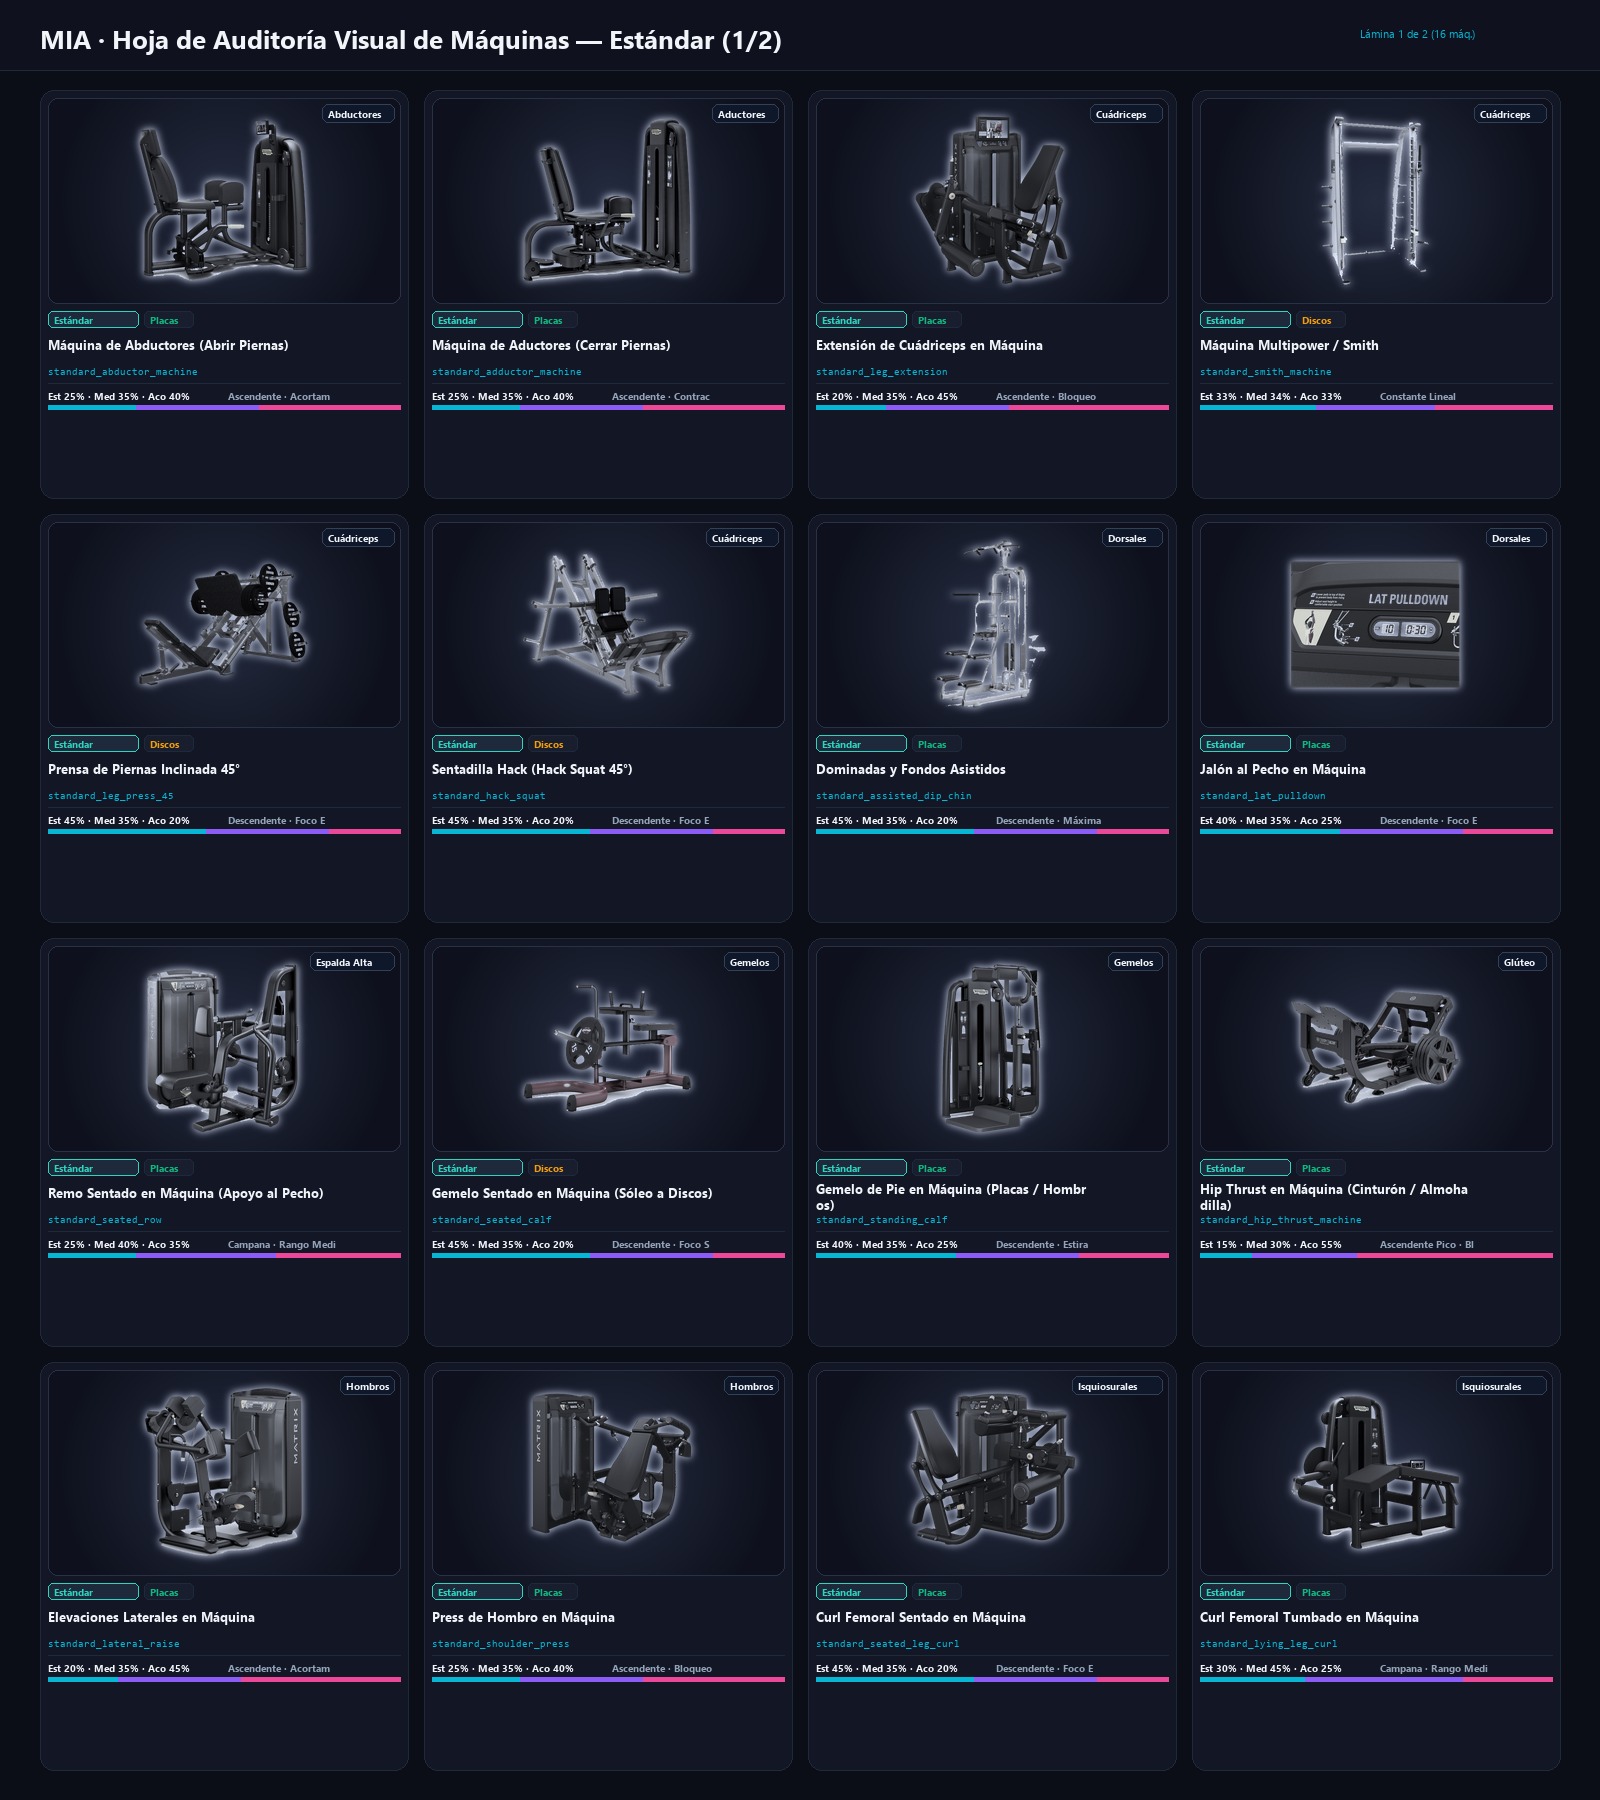 MIA · Hoja de Auditoría Visual de Máquinas — Estándar (1/2)
Lámina 1 de 2 (16 máq.)
Abductores
Estándar
Placas
Máquina de Abductores (Abrir Piernas)
standard_abductor_machine
Est 25% · Med 35% · Aco 40%
Ascendente · Acortam
Aductores
Estándar
Placas
Máquina de Aductores (Cerrar Piernas)
standard_adductor_machine
Est 25% · Med 35% · Aco 40%
Ascendente · Contrac
Cuádriceps
Estándar
Placas
Extensión de Cuádriceps en Máquina
standard_leg_extension
Est 20% · Med 35% · Aco 45%
Ascendente · Bloqueo
Cuádriceps
Estándar
Discos
Máquina Multipower / Smith
standard_smith_machine
Est 33% · Med 34% · Aco 33%
Constante Lineal
Cuádriceps
Estándar
Discos
Prensa de Piernas Inclinada 45°
standard_leg_press_45
Est 45% · Med 35% · Aco 20%
Descendente · Foco E
Cuádriceps
Estándar
Discos
Sentadilla Hack (Hack Squat 45°)
standard_hack_squat
Est 45% · Med 35% · Aco 20%
Descendente · Foco E
Dorsales
Estándar
Placas
Dominadas y Fondos Asistidos
standard_assisted_dip_chin
Est 45% · Med 35% · Aco 20%
Descendente · Máxima
Dorsales
LAT PULLDOWN
10
0:30
Estándar
Placas
Jalón al Pecho en Máquina
standard_lat_pulldown
Est 40% · Med 35% · Aco 25%
Descendente · Foco E
Espalda Alta
Estándar
Placas
Remo Sentado en Máquina (Apoyo al Pecho)
standard_seated_row
Est 25% · Med 40% · Aco 35%
Campana · Rango Medi
Gemelos
Estándar
Discos
Gemelo Sentado en Máquina (Sóleo a Discos)
standard_seated_calf
Est 45% · Med 35% · Aco 20%
Descendente · Foco S
Gemelos
Estándar
Placas
Gemelo de Pie en Máquina (Placas / Hombr
os)
standard_standing_calf
Est 40% · Med 35% · Aco 25%
Descendente · Estira
Glúteo
Estándar
Placas
Hip Thrust en Máquina (Cinturón / Almoha
dilla)
standard_hip_thrust_machine
Est 15% · Med 30% · Aco 55%
Ascendente Pico · Bl
Hombros
MATRIX
Estándar
Placas
Elevaciones Laterales en Máquina
standard_lateral_raise
Est 20% · Med 35% · Aco 45%
Ascendente · Acortam
Hombros
MATRIX
Estándar
Placas
Press de Hombro en Máquina
standard_shoulder_press
Est 25% · Med 35% · Aco 40%
Ascendente · Bloqueo
Isquiosurales
Estándar
Placas
Curl Femoral Sentado en Máquina
standard_seated_leg_curl
Est 45% · Med 35% · Aco 20%
Descendente · Foco E
Isquiosurales
Estándar
Placas
Curl Femoral Tumbado en Máquina
standard_lying_leg_curl
Est 30% · Med 45% · Aco 25%
Campana · Rango Medi